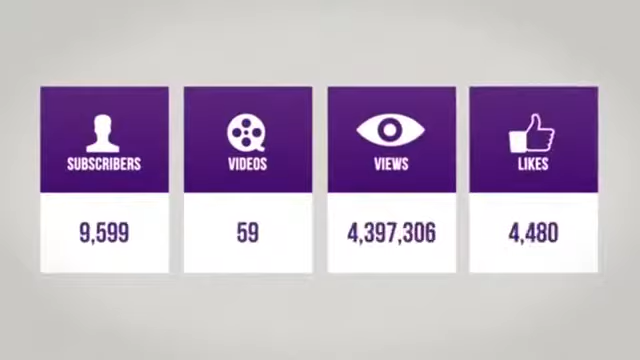 SUBSCRIBERS
9,599
VIDEOS
59
VIEWS
4,397,306
LIKES
4,480